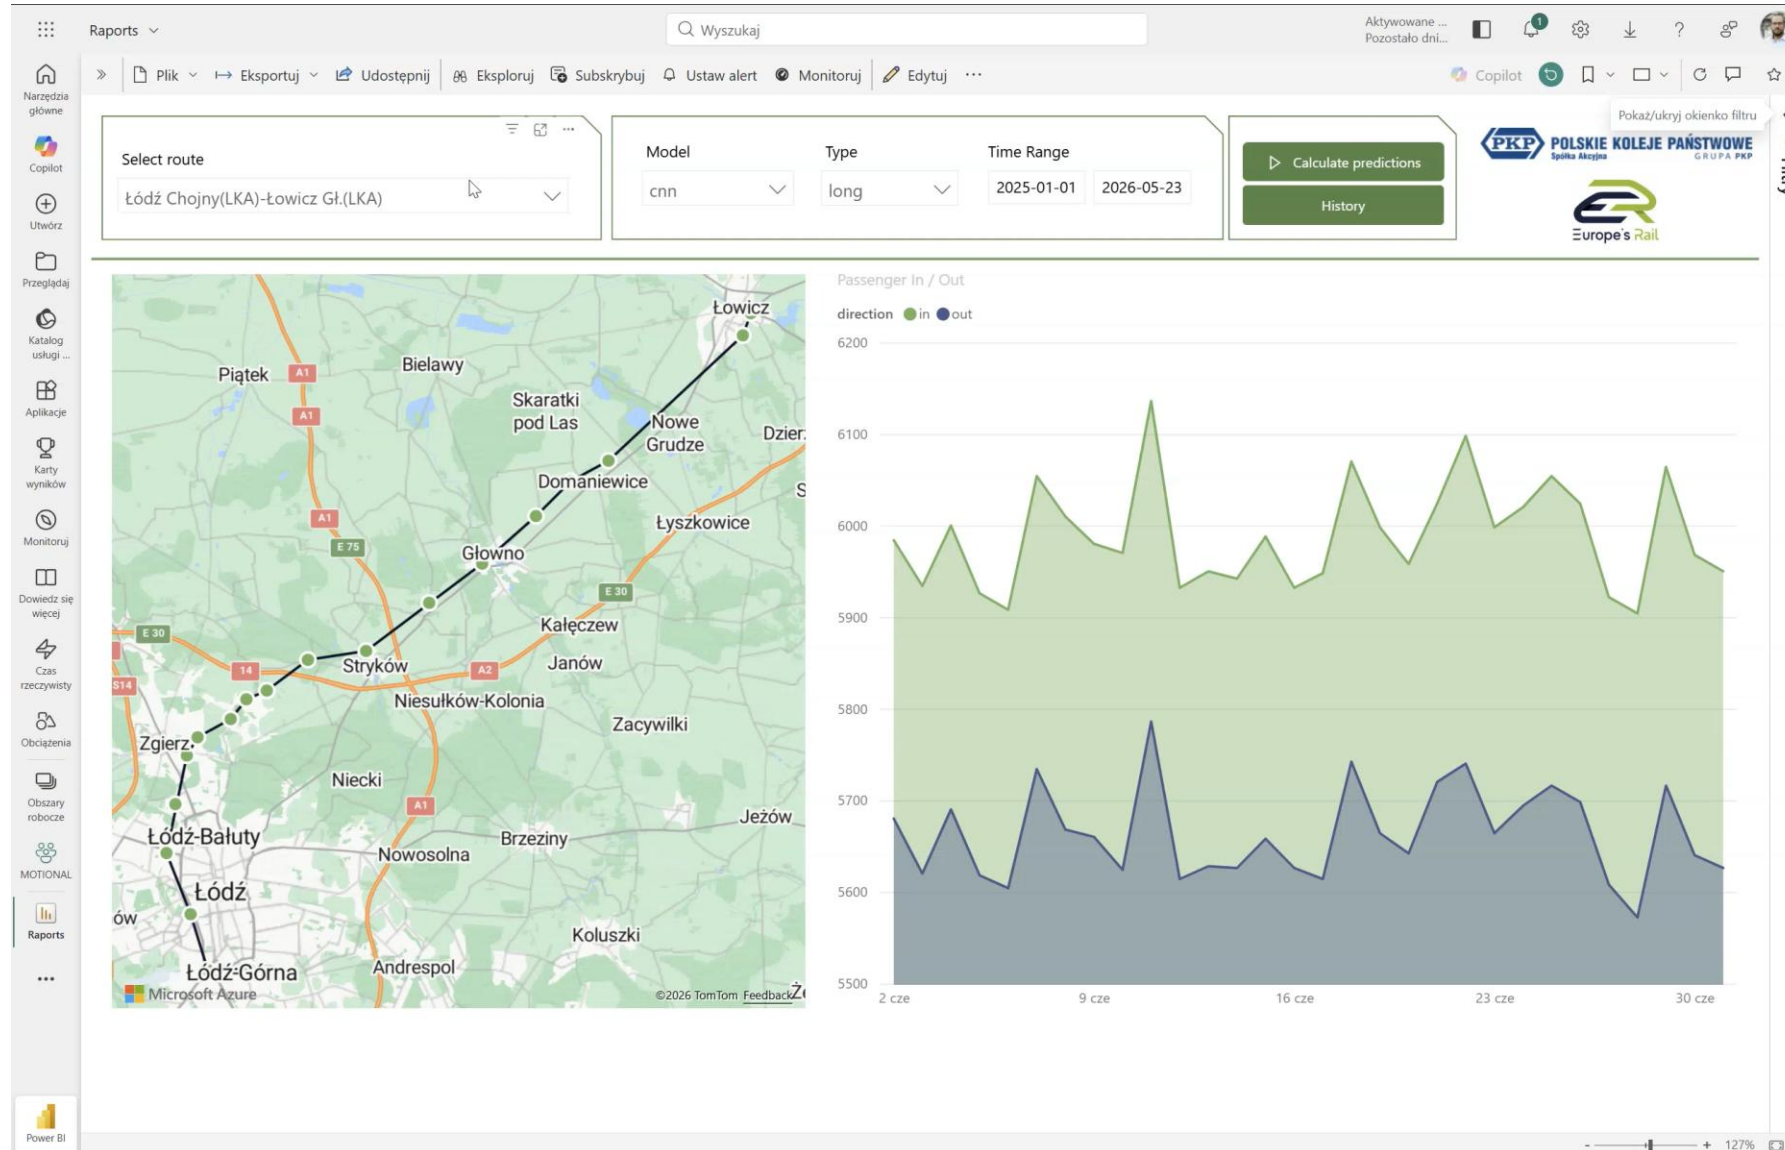 Raports
Wyszukaj
Aktywowane ...
Pozostało dni...
1
Plik
Eksportuj
Udostępnij
Eksploruj
Subskrybuj
Ustaw alert
Monitoruj
Edytuj
...
Copilot
Pokaż/ukryj okienko filtru
Narzędzia
główne
Copilot
Utwórz
Przeglądaj
Katalog
usługi ...
Aplikacje
Karty
wyników
Monitoruj
Dowiedz się
więcej
Czas
rzeczywisty
Obciążenia
Obszary
robocze
MOTIONAL
Raports
Power BI
Select route
Łódź Chojny(LKA)-Łowicz Gł.(LKA)
Model
cnn
Type
long
Time Range
2025-01-01 2026-05-23
Calculate predictions
History
PKP POLSKIE KOLEJE PAŃSTWOWE
Spółka Akcyjna GRUPA PKP
Europe's Rail
Łowicz
Bielawy
Piątek
A1
A1
Skaratki
pod Las
Nowe
Grudze
Dzier
Domaniewice
S
A1
Łyszkowice
E 75
Głowno
E 30
Kałęczew
E 30
Stryków
14
A2
Janów
S14
Niesułków-Kolonia
Zacywilki
Zgierz
Niecki
A1
Jeżów
Łódź-Bałuty
Brzeziny
Nowosolna
Łódź
ów
Koluszki
Łódź-Górna
Andrespol
Microsoft Azure
©2026 TomTom Feedback
Passenger In / Out
direction in out
6200
6100
6000
5900
5800
5700
5600
5500
2 cze 9 cze 16 cze 23 cze 30 cze
- + 127%